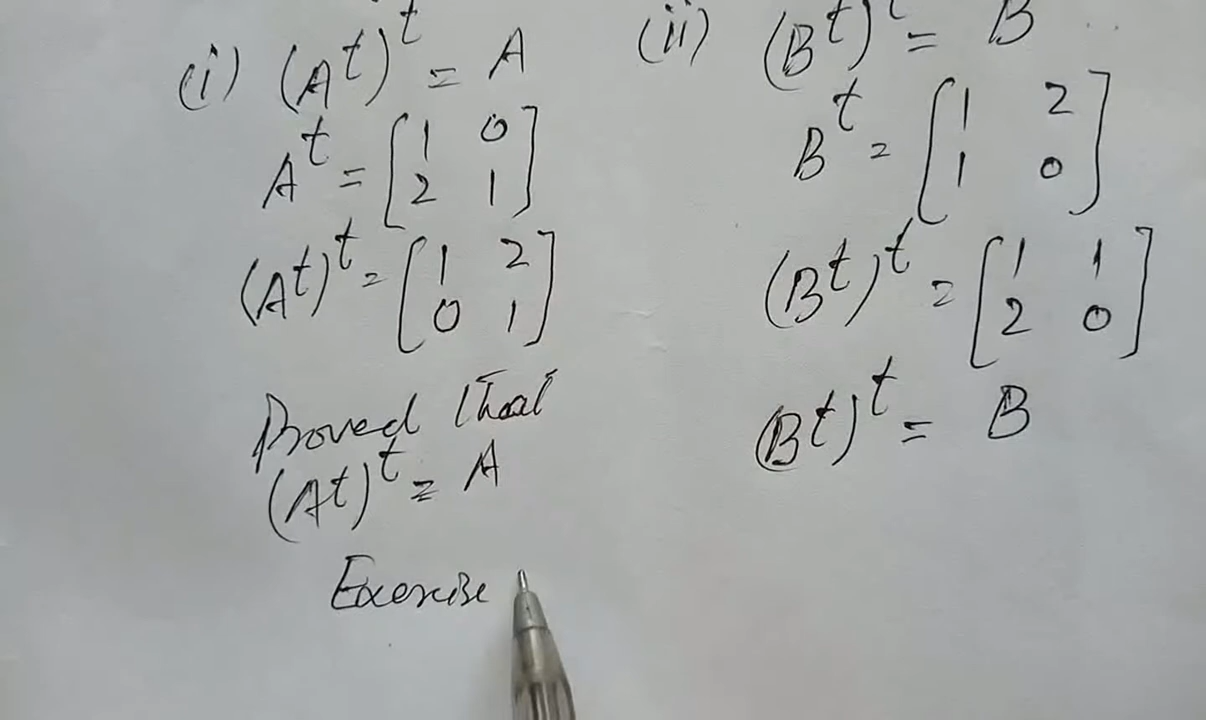 (i) (A^t)^t = A
A^t = [1 0
2 1]
(A^t)^t = [1 2
0 1]
Proved that
(At)^t = A
Exercise
(ii) (B^t)^t = B
B^t = [1 2
1 0]
(B^t)^t = [1 1
2 0]
(B^t)^t = B